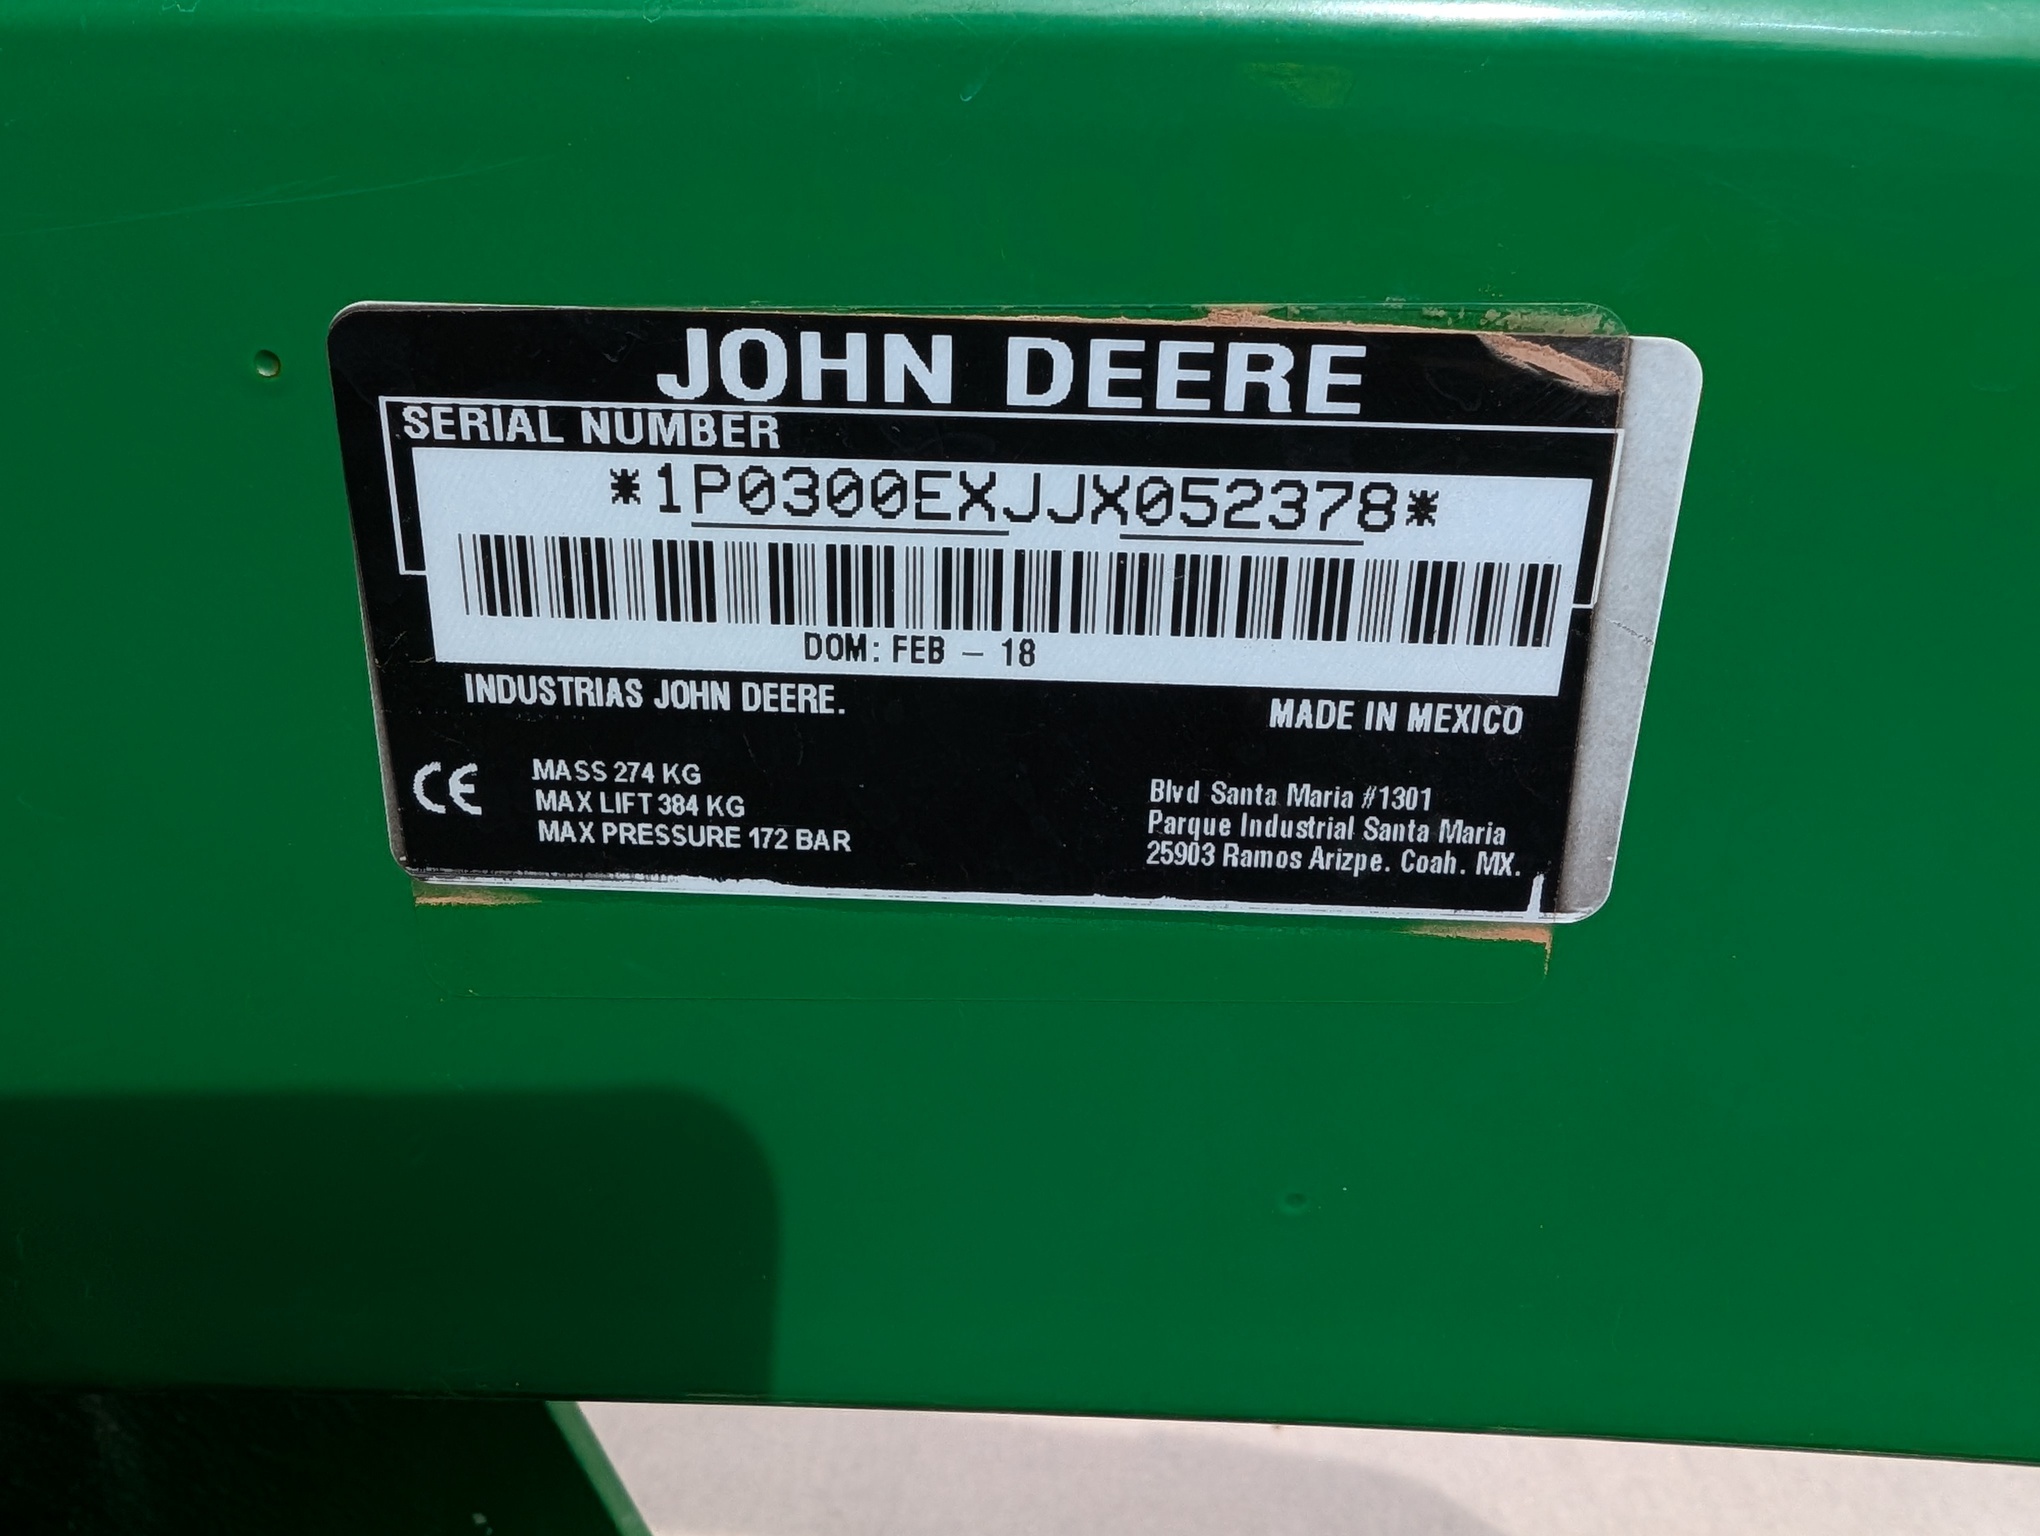 JOHN DEERE
SERIAL NUMBER
*1P0300EXJJX052378*
DOM: FEB – 18
INDUSTRIAS JOHN DEERE.
MADE IN MEXICO
CE
MASS 274 KG
MAX LIFT 384 KG
MAX PRESSURE 172 BAR
Blvd Santa Maria #1301
Parque Industrial Santa Maria
25903 Ramos Arizpe. Coah. MX.